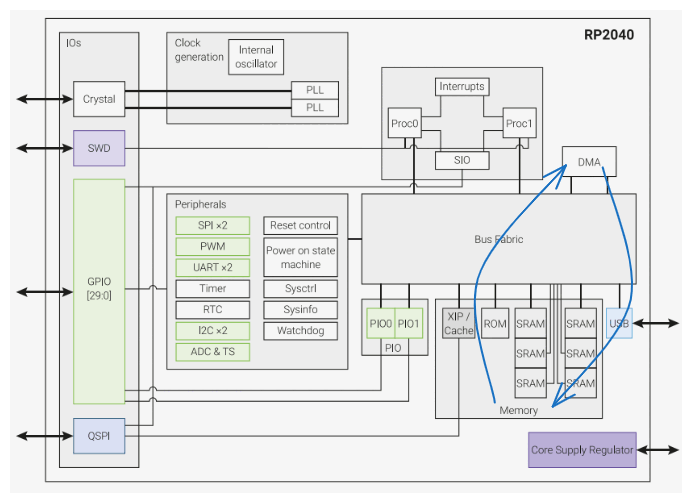 RP2040
IOs
Clock
generation
Internal
oscillator
Crystal
PLL
PLL
Interrupts
Proc0
Proc1
SWD
SIO
DMA
GPIO
[29:0]
Peripherals
SPI ×2
PWM
UART ×2
Timer
RTC
I2C ×2
ADC & TS
Reset control
Power on state
machine
Sysctrl
Sysinfo
Watchdog
Bus Fabric
PIO0
PIO1
PIO
XIP /
Cache
ROM
SRAM
SRAM
SRAM
SRAM
SRAM
SRAM
USB
Memory
QSPI
Core Supply Regulator